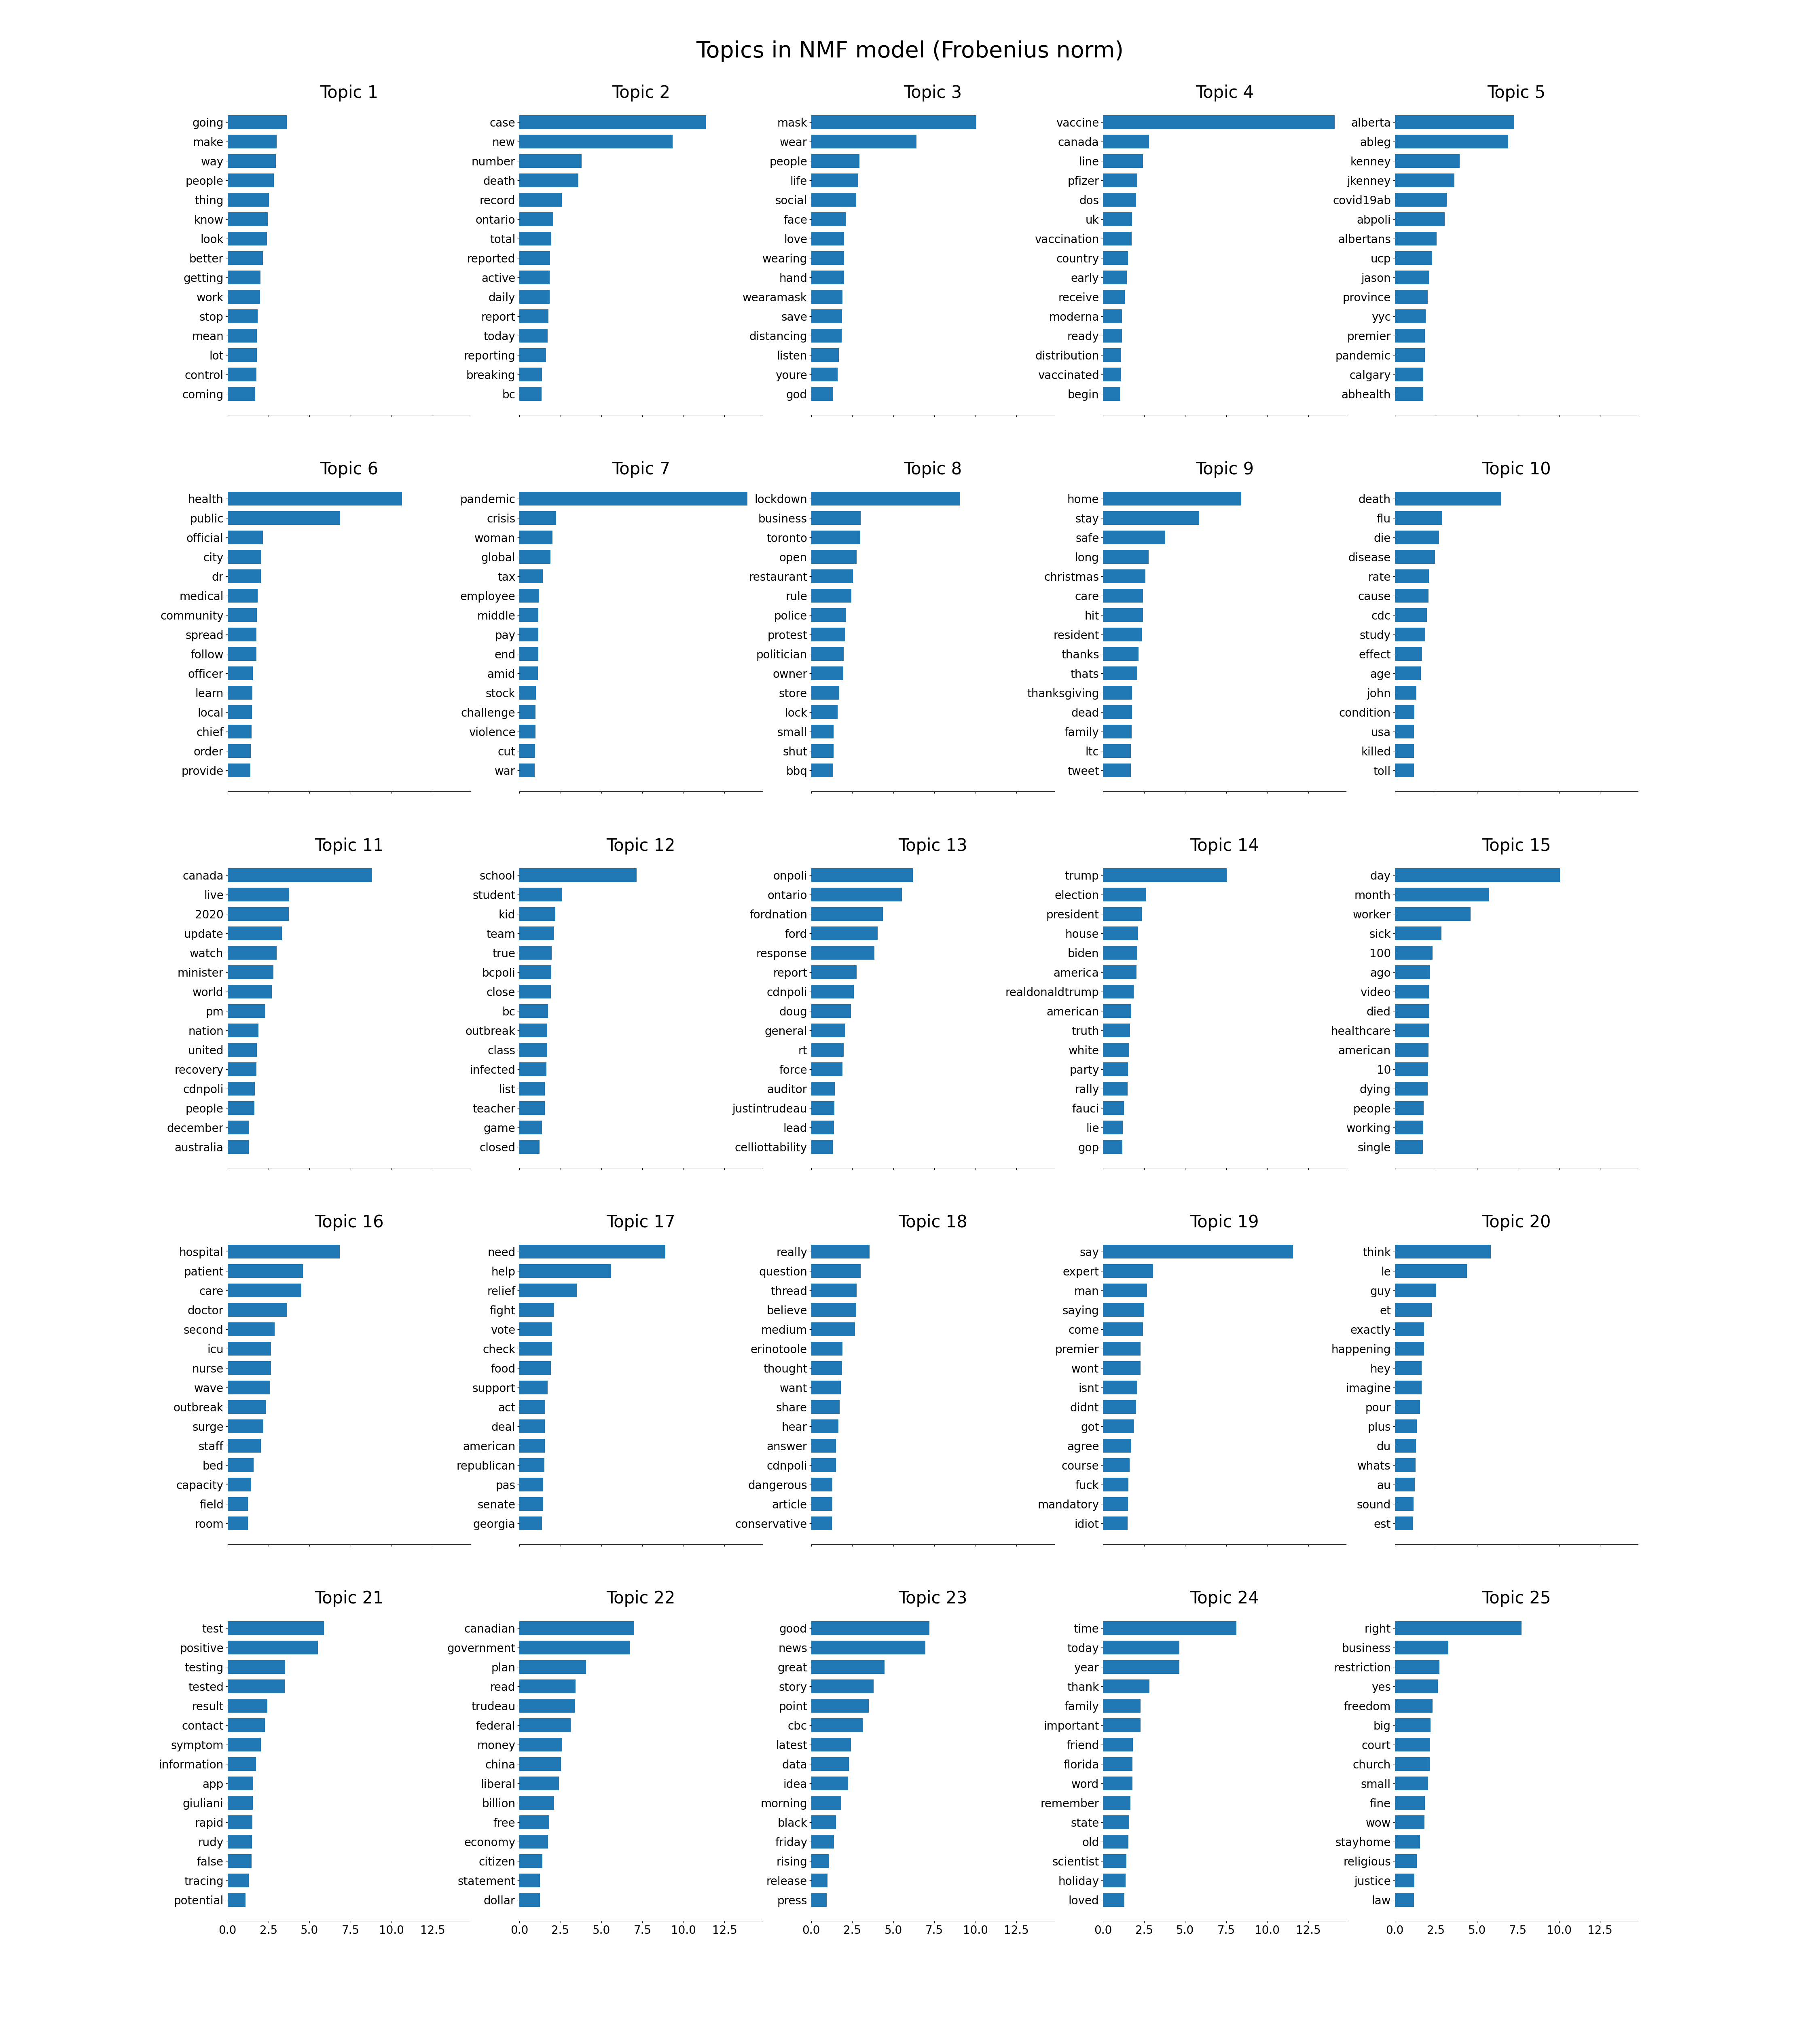 Topics in NMF model (Frobenius norm)
Topic 1
going
make
way
people
thing
know
look
better
getting
work
stop
mean
lot
control
coming
Topic 2
case
new
number
death
record
ontario
total
reported
active
daily
report
today
reporting
breaking
bc
Topic 3
mask
wear
people
life
social
face
love
wearing
hand
wearamask
save
distancing
listen
youre
god
Topic 4
vaccine
canada
line
pfizer
dos
uk
vaccination
country
early
receive
moderna
ready
distribution
vaccinated
begin
Topic 5
alberta
ableg
kenney
jkenney
covid19ab
abpoli
albertans
ucp
jason
province
yyc
premier
pandemic
calgary
abhealth
Topic 6
health
public
official
city
dr
medical
community
spread
follow
officer
learn
local
chief
order
provide
Topic 7
pandemic
crisis
woman
global
tax
employee
middle
pay
end
amid
stock
challenge
violence
cut
war
Topic 8
lockdown
business
toronto
open
restaurant
rule
police
protest
politician
owner
store
lock
small
shut
bbq
Topic 9
home
stay
safe
long
christmas
care
hit
resident
thanks
thats
thanksgiving
dead
family
ltc
tweet
Topic 10
death
flu
die
disease
rate
cause
cdc
study
effect
age
john
condition
usa
killed
toll
Topic 11
canada
live
2020
update
watch
minister
world
pm
nation
united
recovery
cdnpoli
people
december
australia
Topic 12
school
student
kid
team
true
bcpoli
close
bc
outbreak
class
infected
list
teacher
game
closed
Topic 13
onpoli
ontario
fordnation
ford
response
report
cdnpoli
doug
general
rt
force
auditor
justintrudeau
lead
celliottability
Topic 14
trump
election
president
house
biden
america
realdonaldtrump
american
truth
white
party
rally
fauci
lie
gop
Topic 15
day
month
worker
sick
100
ago
video
died
healthcare
american
10
dying
people
working
single
Topic 16
hospital
patient
care
doctor
second
icu
nurse
wave
outbreak
surge
staff
bed
capacity
field
room
Topic 17
need
help
relief
fight
vote
check
food
support
act
deal
american
republican
pas
senate
georgia
Topic 18
really
question
thread
believe
medium
erinotoole
thought
want
share
hear
answer
cdnpoli
dangerous
article
conservative
Topic 19
say
expert
man
saying
come
premier
wont
isnt
didnt
got
agree
course
fuck
mandatory
idiot
Topic 20
think
le
guy
et
exactly
happening
hey
imagine
pour
plus
du
whats
au
sound
est
Topic 21
test
positive
testing
tested
result
contact
symptom
information
app
giuliani
rapid
rudy
false
tracing
potential
0.0 2.5 5.0 7.5 10.0 12.5
Topic 22
canadian
government
plan
read
trudeau
federal
money
china
liberal
billion
free
economy
citizen
statement
dollar
0.0 2.5 5.0 7.5 10.0 12.5
Topic 23
good
news
great
story
point
cbc
latest
data
idea
morning
black
friday
rising
release
press
0.0 2.5 5.0 7.5 10.0 12.5
Topic 24
time
today
year
thank
family
important
friend
florida
word
remember
state
old
scientist
holiday
loved
0.0 2.5 5.0 7.5 10.0 12.5
Topic 25
right
business
restriction
yes
freedom
big
court
church
small
fine
wow
stayhome
religious
justice
law
0.0 2.5 5.0 7.5 10.0 12.5